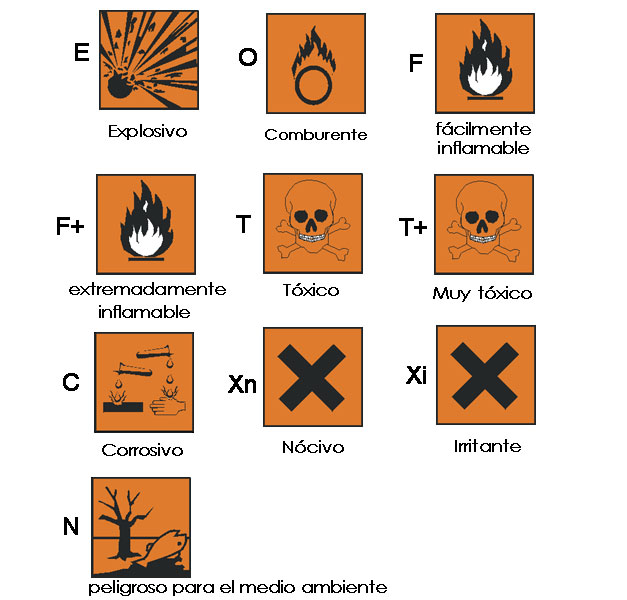 E
Explosivo
O
Comburente
F
fácilmente
inflamable
F+
extremadamente
inflamable
T
Tóxico
T+
Muy tóxico
C
Corrosivo
Xn
Nócivo
Xi
Irritante
N
peligroso para el medio ambiente